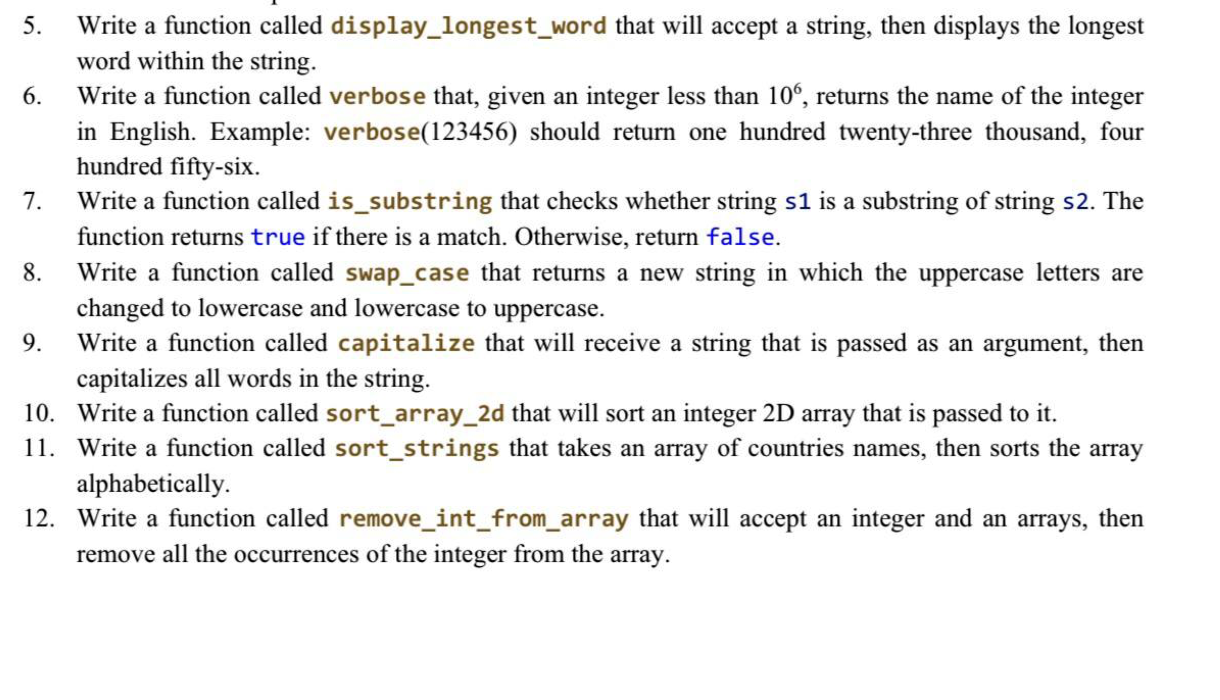 5. Write a function called display_longest_word that will accept a string, then displays the longest
word within the string.
6. Write a function called verbose that, given an integer less than 10⁶, returns the name of the integer
in English. Example: verbose(123456) should return one hundred twenty-three thousand, four
hundred fifty-six.
7. Write a function called is_substring that checks whether string s1 is a substring of string s2. The
function returns true if there is a match. Otherwise, return false.
8. Write a function called swap_case that returns a new string in which the uppercase letters are
changed to lowercase and lowercase to uppercase.
9. Write a function called capitalize that will receive a string that is passed as an argument, then
capitalizes all words in the string.
10. Write a function called sort_array_2d that will sort an integer 2D array that is passed to it.
11. Write a function called sort_strings that takes an array of countries names, then sorts the array
alphabetically.
12. Write a function called remove_int_from_array that will accept an integer and an arrays, then
remove all the occurrences of the integer from the array.